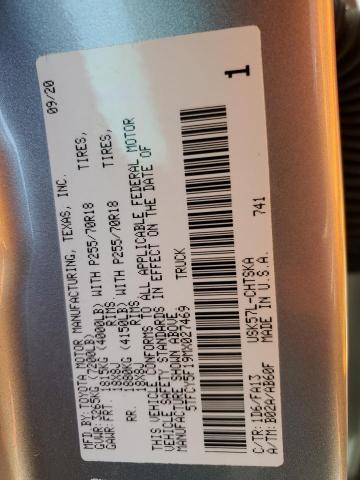 09/20
MFD.BY:TOYOTA MOTOR MANUFACTURING, TEXAS, INC.
GVWR: 3265KG (7200LB)
GAWR: FRT. 1815KG (4000LB) WITH P255/70R18 TIRES,
18X8J RIMS,
RR. 1880KG (4150LB) WITH P255/70R18 TIRES,
18X8J RIMS,
THIS VEHICLE CONFORMS TO ALL APPLICABLE FEDERAL MOTOR
VEHICLE SAFETY STANDARDS IN EFFECT ON THE DATE OF
MANUFACTURE SHOWN ABOVE.
5TFCY5F19MX027469 TRUCK
1
C/TR: 1D6/FA13 USK57L-CHTSKA 741
A/TM: B02A/AB60F MADE IN U.S.A.